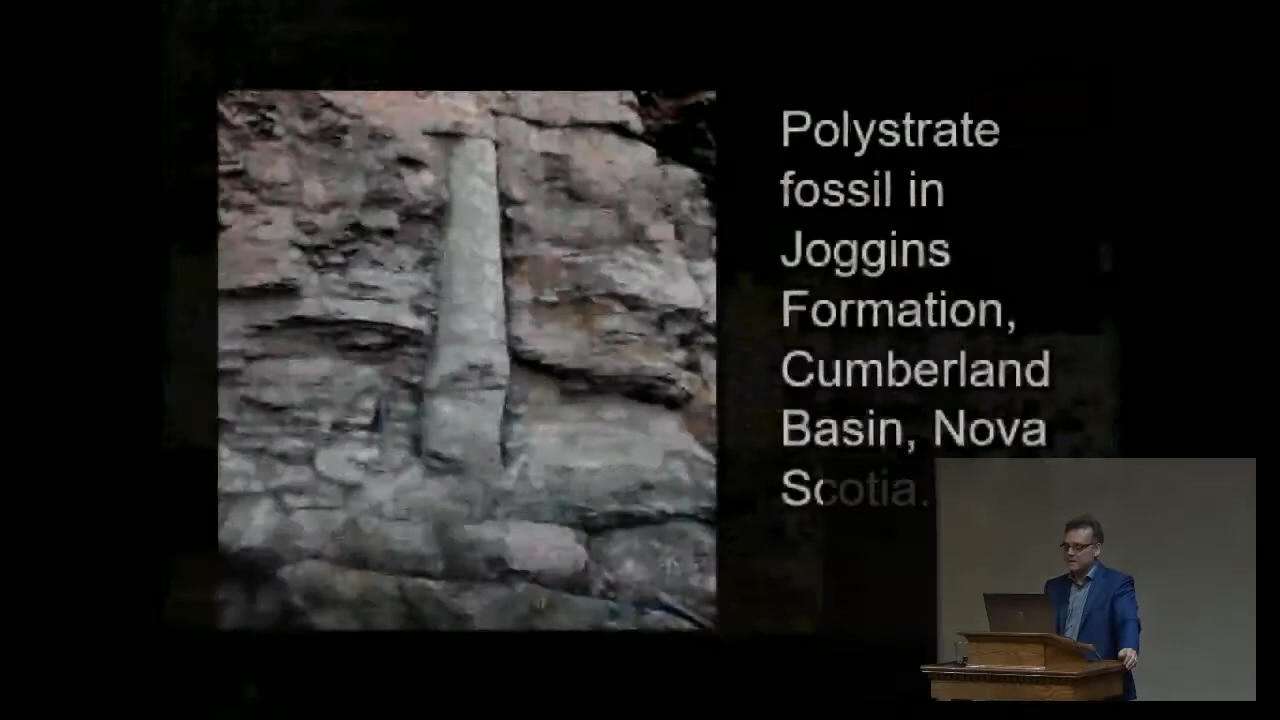 Polystrate
fossil in
Joggins
Formation,
Cumberland
Basin, Nova
Scotia.